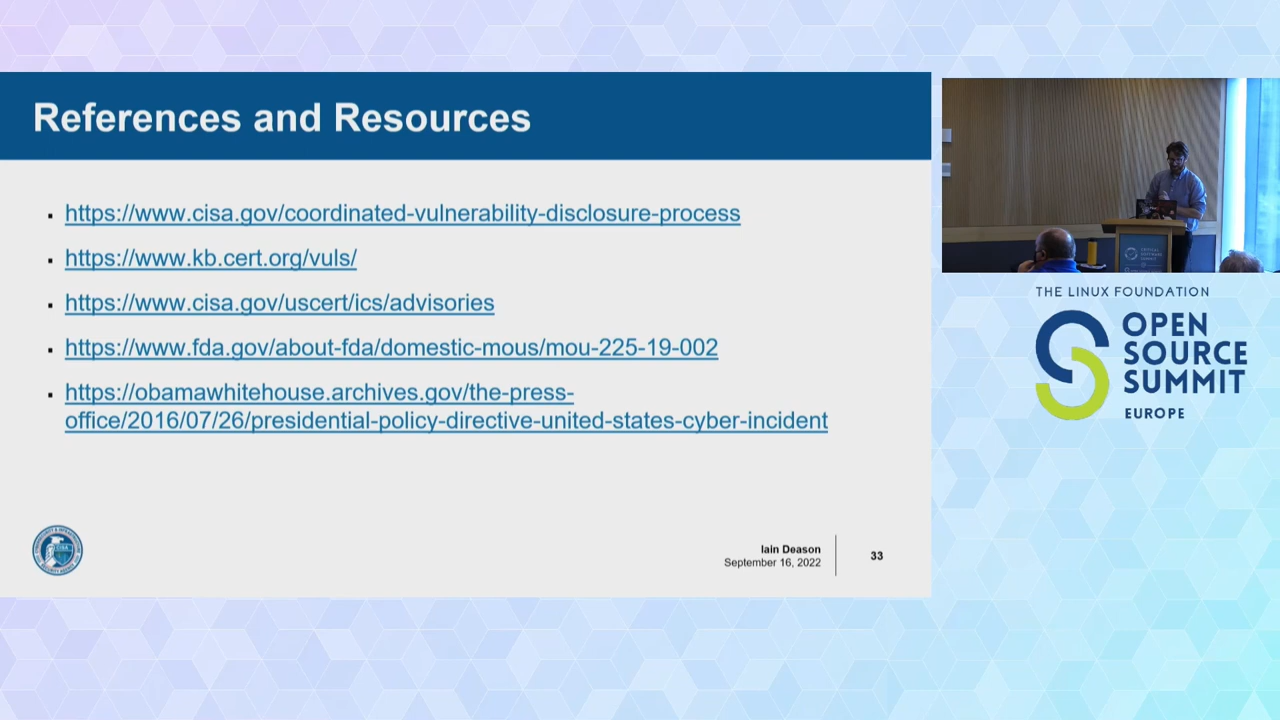 References and Resources
https://www.cisa.gov/coordinated-vulnerability-disclosure-process
https://www.kb.cert.org/vuls/
https://www.cisa.gov/uscert/ics/advisories
https://www.fda.gov/about-fda/domestic-mous/mou-225-19-002
https://obamawhitehouse.archives.gov/the-press-
office/2016/07/26/presidential-policy-directive-united-states-cyber-incident
CISA
Iain Deason
September 16, 2022
33
THE LINUX FOUNDATION
OPEN
SOURCE
SUMMIT
EUROPE